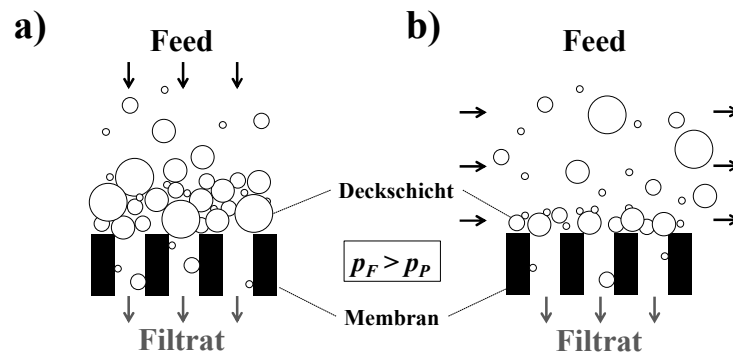 a)
Feed
b)
Feed
Deckschicht
p_F > p_P
Membran
Filtrat
Filtrat